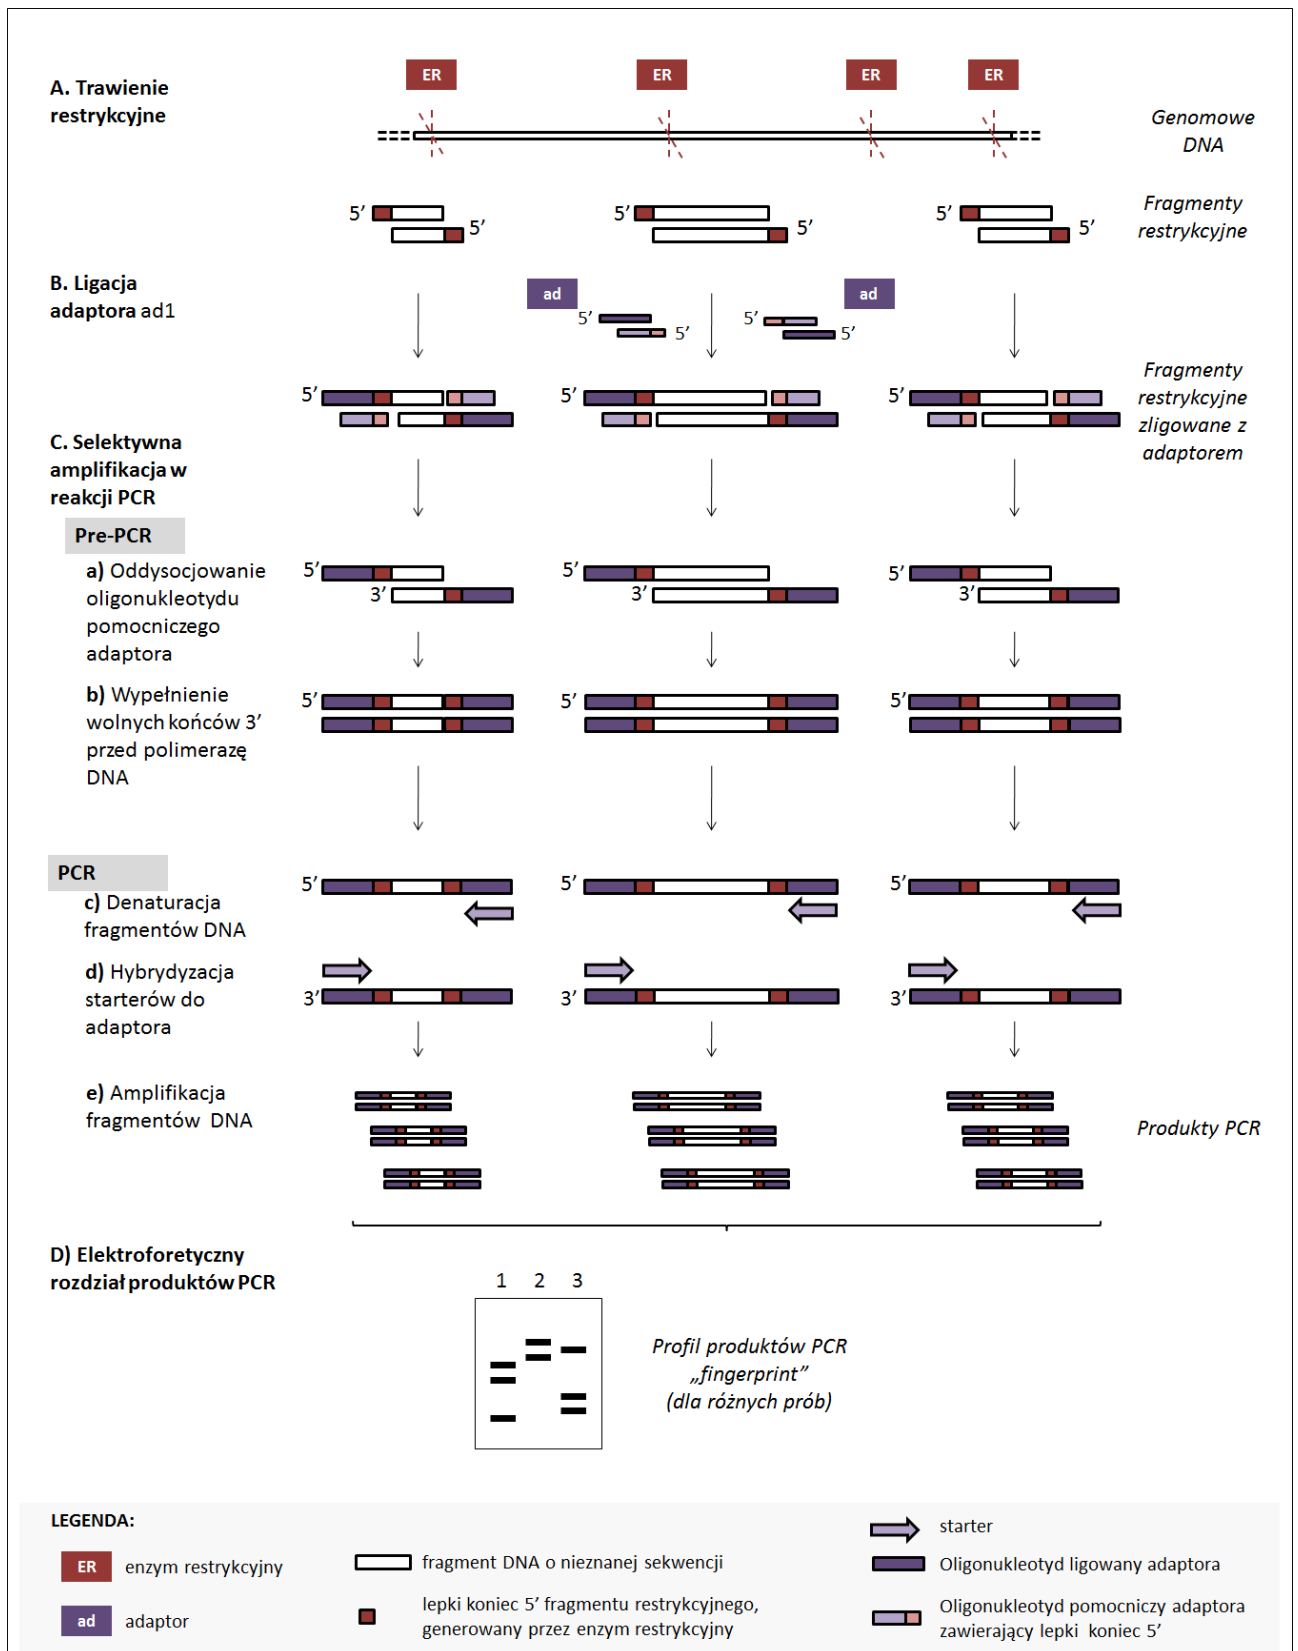 A. Trawienie
restrykcyjne
ER ER ER ER
Genomowe
DNA
5’ 5’ 5’ 5’ 5’ 5’
Fragmenty
restrykcyjne
B. Ligacja
adaptora ad1
ad ad
5’ 5’ 5’ 5’
5’ 5’ 5’
Fragmenty
restrykcyjne
zligowane z
adaptorem
C. Selektywna
amplifikacja w
reakcji PCR
Pre-PCR
a) Oddysocjowanie
oligonukleotydu
pomocniczego
adaptora
5’ 5’ 5’
3’ 3’ 3’
b) Wypełnienie
wolnych końców 3’
przed polimerazę
DNA
5’ 5’ 5’
PCR
c) Denaturacja
fragmentów DNA
5’ 5’ 5’
d) Hybrydyzacja
starterów do
adaptora
3’ 3’ 3’
e) Amplifikacja
fragmentów DNA
Produkty PCR
D) Elektroforetyczny
rozdział produktów PCR
1 2 3
Profil produktów PCR
„fingerprint”
(dla różnych prób)
LEGENDA:
ER enzym restrykcyjny
ad adaptor
fragment DNA o nieznanej sekwencji
lepki koniec 5’ fragmentu restrykcyjnego,
generowany przez enzym restrykcyjny
starter
Oligonukleotyd ligowany adaptora
Oligonukleotyd pomocniczy adaptora
zawierający lepki koniec 5’